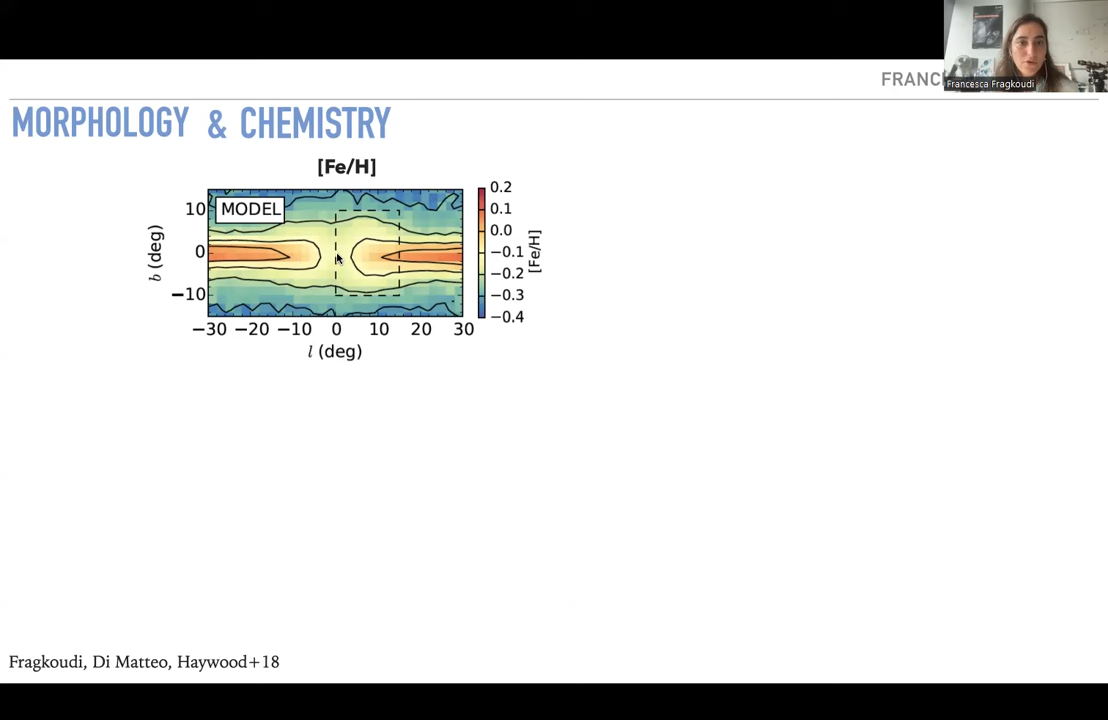 FRANC
Francesca Fragkoudi
MORPHOLOGY & CHEMISTRY
[Fe/H]
MODEL
10
0
−10
b (deg)
−30 −20 −10 0 10 20 30
l (deg)
0.2
0.1
0.0
−0.1
−0.2
−0.3
−0.4
[Fe/H]
Fragkoudi, Di Matteo, Haywood+18